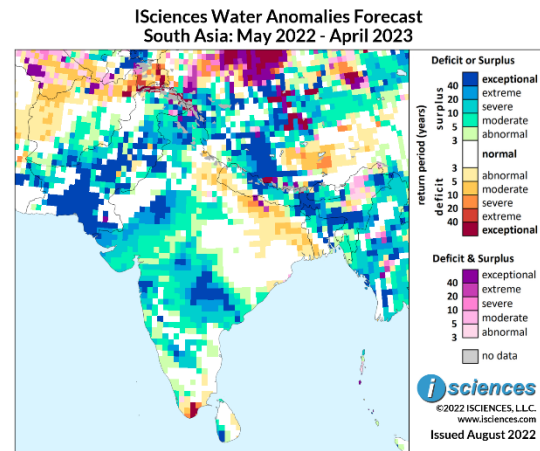 ISciences Water Anomalies Forecast
South Asia: May 2022 - April 2023
Deficit or Surplus
return period (years)
surplus
deficit
exceptional
40
extreme
20
severe
10
moderate
5
abnormal
3
normal
3
abnormal
5
moderate
10
severe
20
extreme
40
exceptional
Deficit & Surplus
exceptional
40
extreme
20
severe
10
moderate
5
abnormal
3
no data
i sciences
©2022 ISCIENCES, L.L.C.
www.isciences.com
Issued August 2022